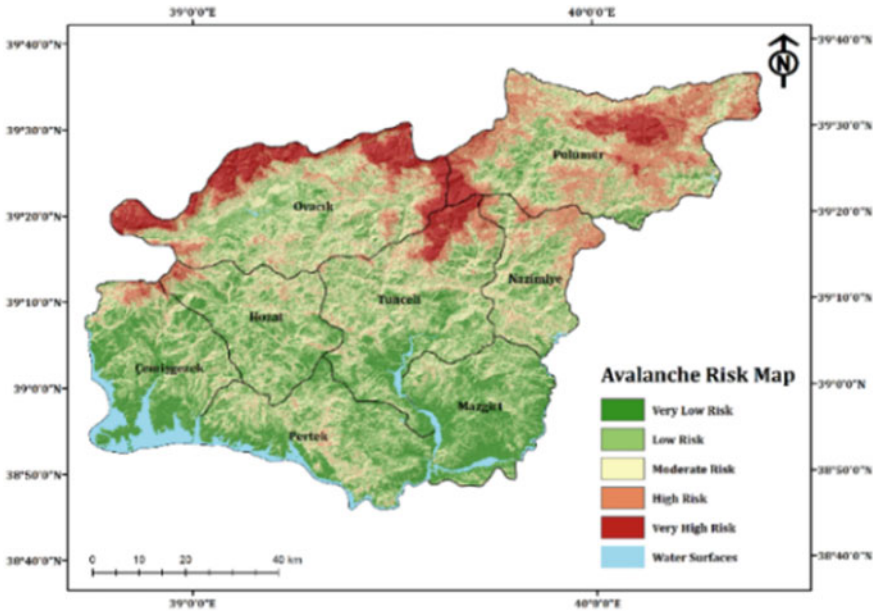 39°0'0"E 40°0'0"E
39°40'0"N 39°40'0"N
N
39°30'0"N 39°30'0"N
Pulumur
39°20'0"N 39°20'0"N
Ovacık
Nazimiye
39°10'0"N 39°10'0"N
Tunceli
Hozat
Çemişgezek
39°0'0"N 39°0'0"N
Avalanche Risk Map
Mazgirt
Very Low Risk
Pertek
Low Risk
38°50'0"N 38°50'0"N
Moderate Risk
High Risk
Very High Risk
38°40'0"N 38°40'0"N
Water Surfaces
0 10 20 40 km
39°0'0"E 40°0'0"E